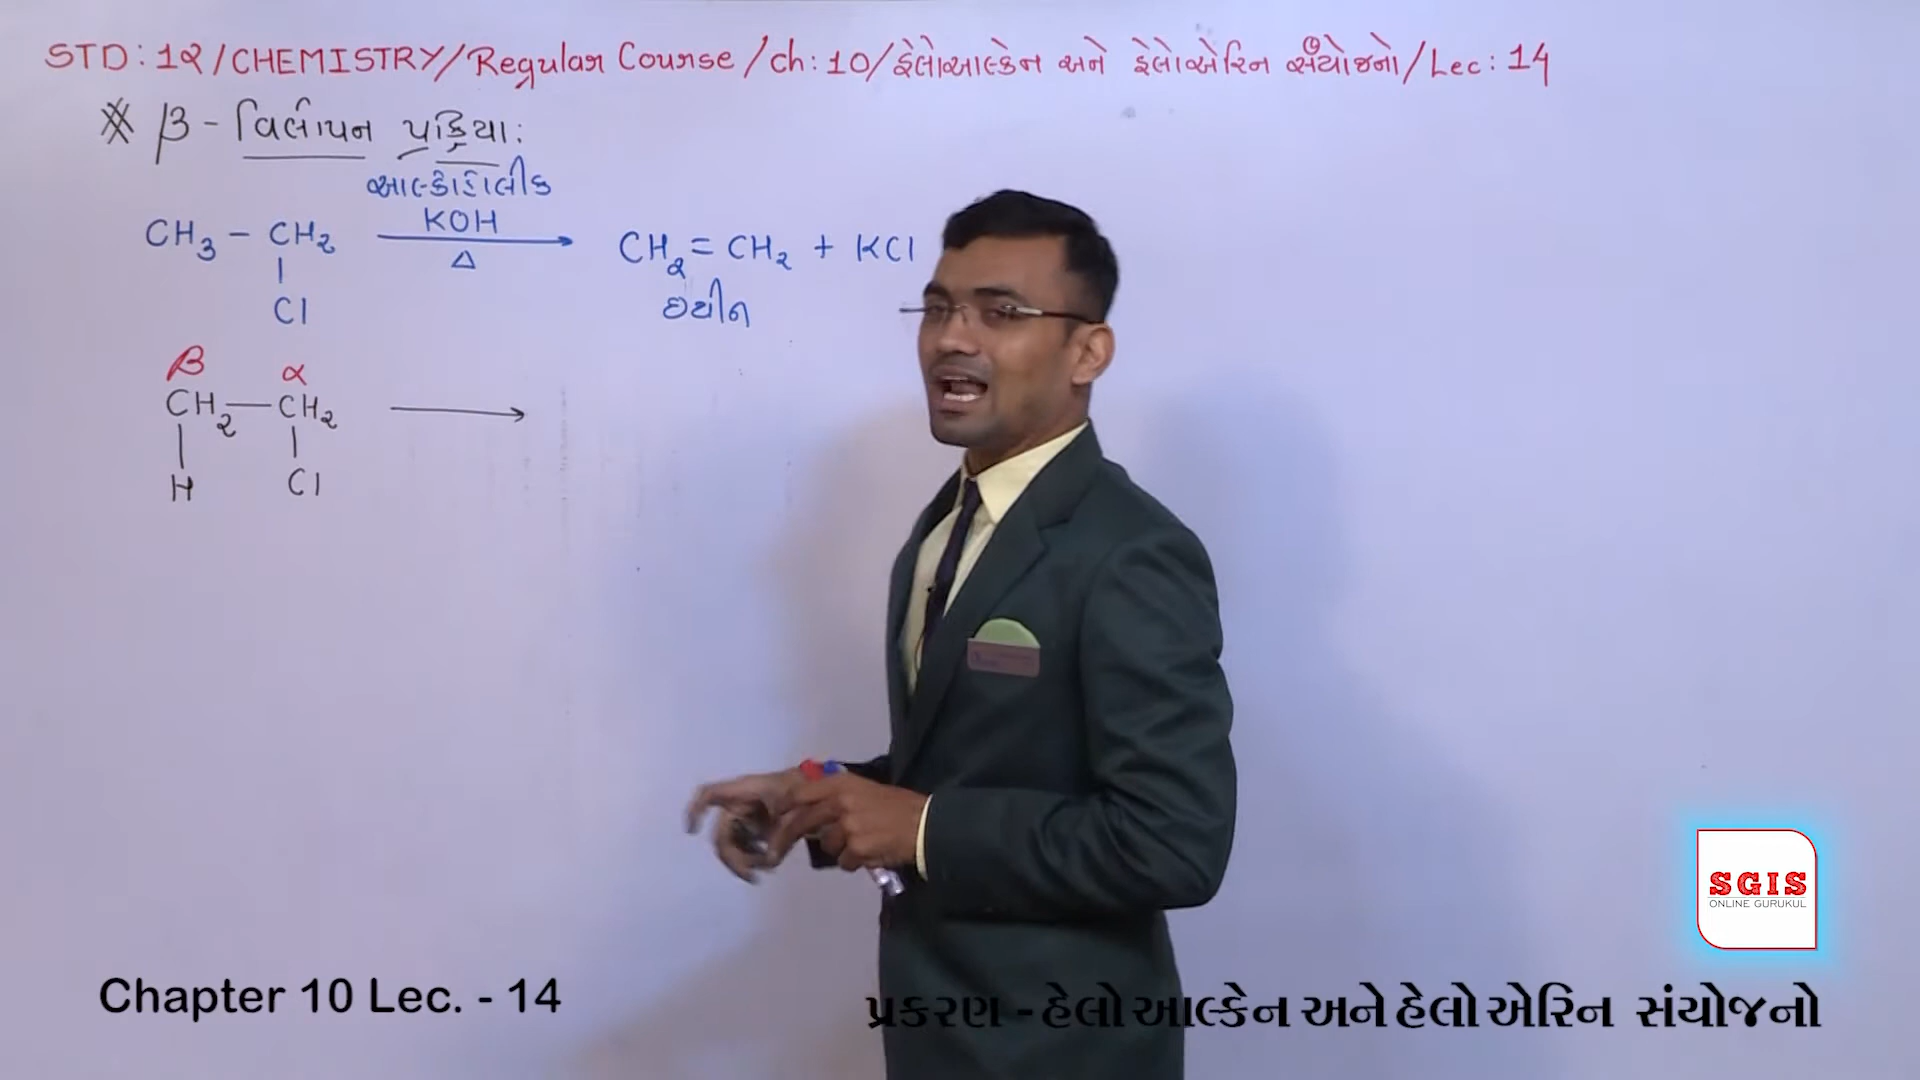 STD: 12/CHEMISTRY/Regular Course/ch: 10/હેલોઆલ્કેન અને હેલોએરિન સંયોજનો/Lec: 14
※ β - વિલોપન પ્રક્રિયા:
આલ્કોહોલીક
CH3 - CH2 KOH CH2 = CH2 + KCl
Δ
Cl ઇથીન
β α
CH2 — CH2 ⟶
H Cl
SGIS
ONLINE GURUKUL
Chapter 10 Lec. - 14
પ્રકરણ - હેલો આલ્કેન અને હેલો એરિન સંયોજનો